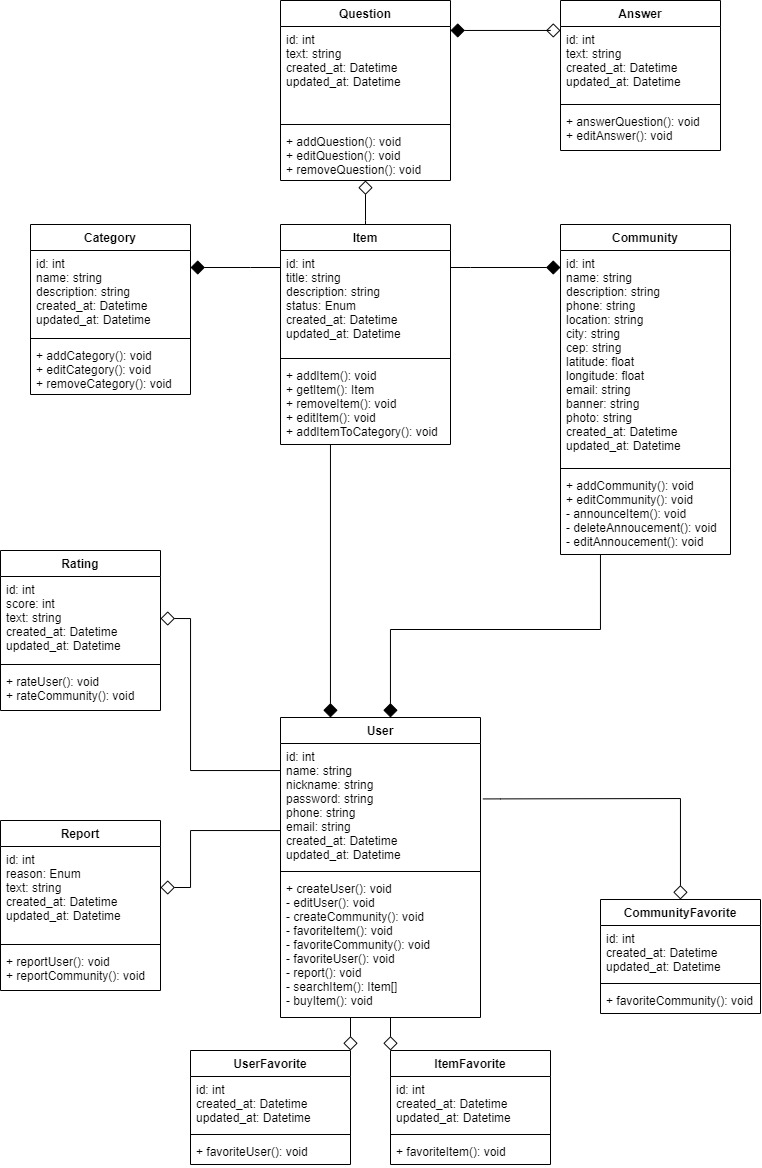 Question
id: int
text: string
created_at: Datetime
updated_at: Datetime
+ addQuestion(): void
+ editQuestion(): void
+ removeQuestion(): void
Answer
id: int
text: string
created_at: Datetime
updated_at: Datetime
+ answerQuestion(): void
+ editAnswer(): void
Category
id: int
name: string
description: string
created_at: Datetime
updated_at: Datetime
+ addCategory(): void
+ editCategory(): void
+ removeCategory(): void
Item
id: int
title: string
description: string
status: Enum
created_at: Datetime
updated_at: Datetime
+ addItem(): void
+ getItem(): Item
+ removeItem(): void
+ editItem(): void
+ addItemToCategory(): void
Community
id: int
name: string
description: string
phone: string
location: string
city: string
cep: string
latitude: float
longitude: float
email: string
banner: string
photo: string
created_at: Datetime
updated_at: Datetime
+ addCommunity(): void
+ editCommunity(): void
- announceItem(): void
- deleteAnnoucement(): void
- editAnnoucement(): void
Rating
id: int
score: int
text: string
created_at: Datetime
updated_at: Datetime
+ rateUser(): void
+ rateCommunity(): void
User
id: int
name: string
nickname: string
password: string
phone: string
email: string
created_at: Datetime
updated_at: Datetime
+ createUser(): void
- editUser(): void
- createCommunity(): void
- favoriteItem(): void
- favoriteCommunity(): void
- favoriteUser(): void
- report(): void
- searchItem(): Item[]
- buyItem(): void
Report
id: int
reason: Enum
text: string
created_at: Datetime
updated_at: Datetime
+ reportUser(): void
+ reportCommunity(): void
CommunityFavorite
id: int
created_at: Datetime
updated_at: Datetime
+ favoriteCommunity(): void
UserFavorite
id: int
created_at: Datetime
updated_at: Datetime
+ favoriteUser(): void
ItemFavorite
id: int
created_at: Datetime
updated_at: Datetime
+ favoriteItem(): void